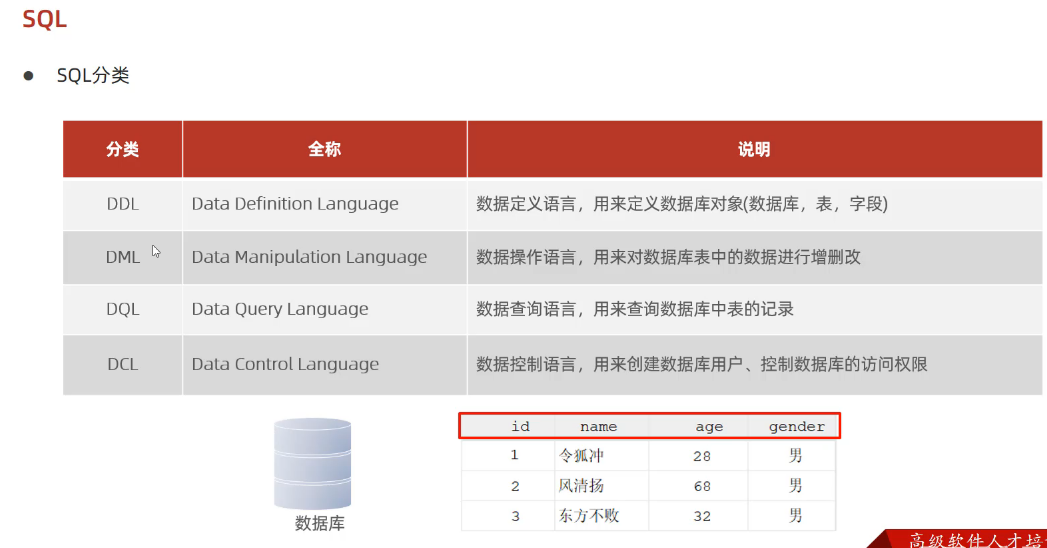 SQL
● SQL分类
分类 全称 说明
DDL Data Definition Language 数据定义语言，用来定义数据库对象(数据库，表，字段)
DML Data Manipulation Language 数据操作语言，用来对数据库表中的数据进行增删改
DQL Data Query Language 数据查询语言，用来查询数据库中表的记录
DCL Data Control Language 数据控制语言，用来创建数据库用户、控制数据库的访问权限
id name age gender
1 令狐冲 28 男
2 风清扬 68 男
3 东方不败 32 男
数据库
高级软件人才培